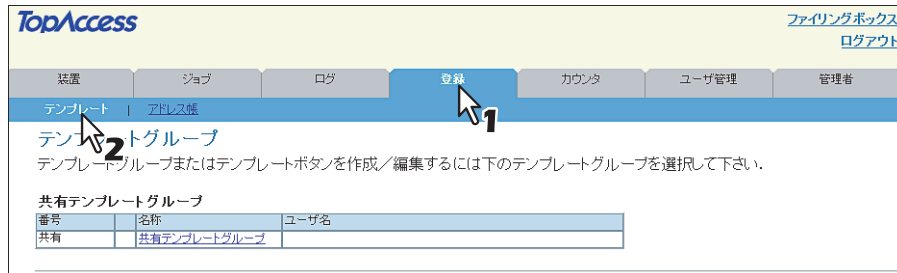 TopAccess
ファイリングボックス
ログアウト
装置 ジョブ ログ 登録 カウンタ ユーザ管理 管理者
テンプレート | アドレス帳
1
2
テンプレートグループ
テンプレートグループまたはテンプレートボタンを作成／編集するには下のテンプレートグループを選択して下さい.
共有テンプレートグループ
番号 名称 ユーザ名
共有 共有テンプレートグループ